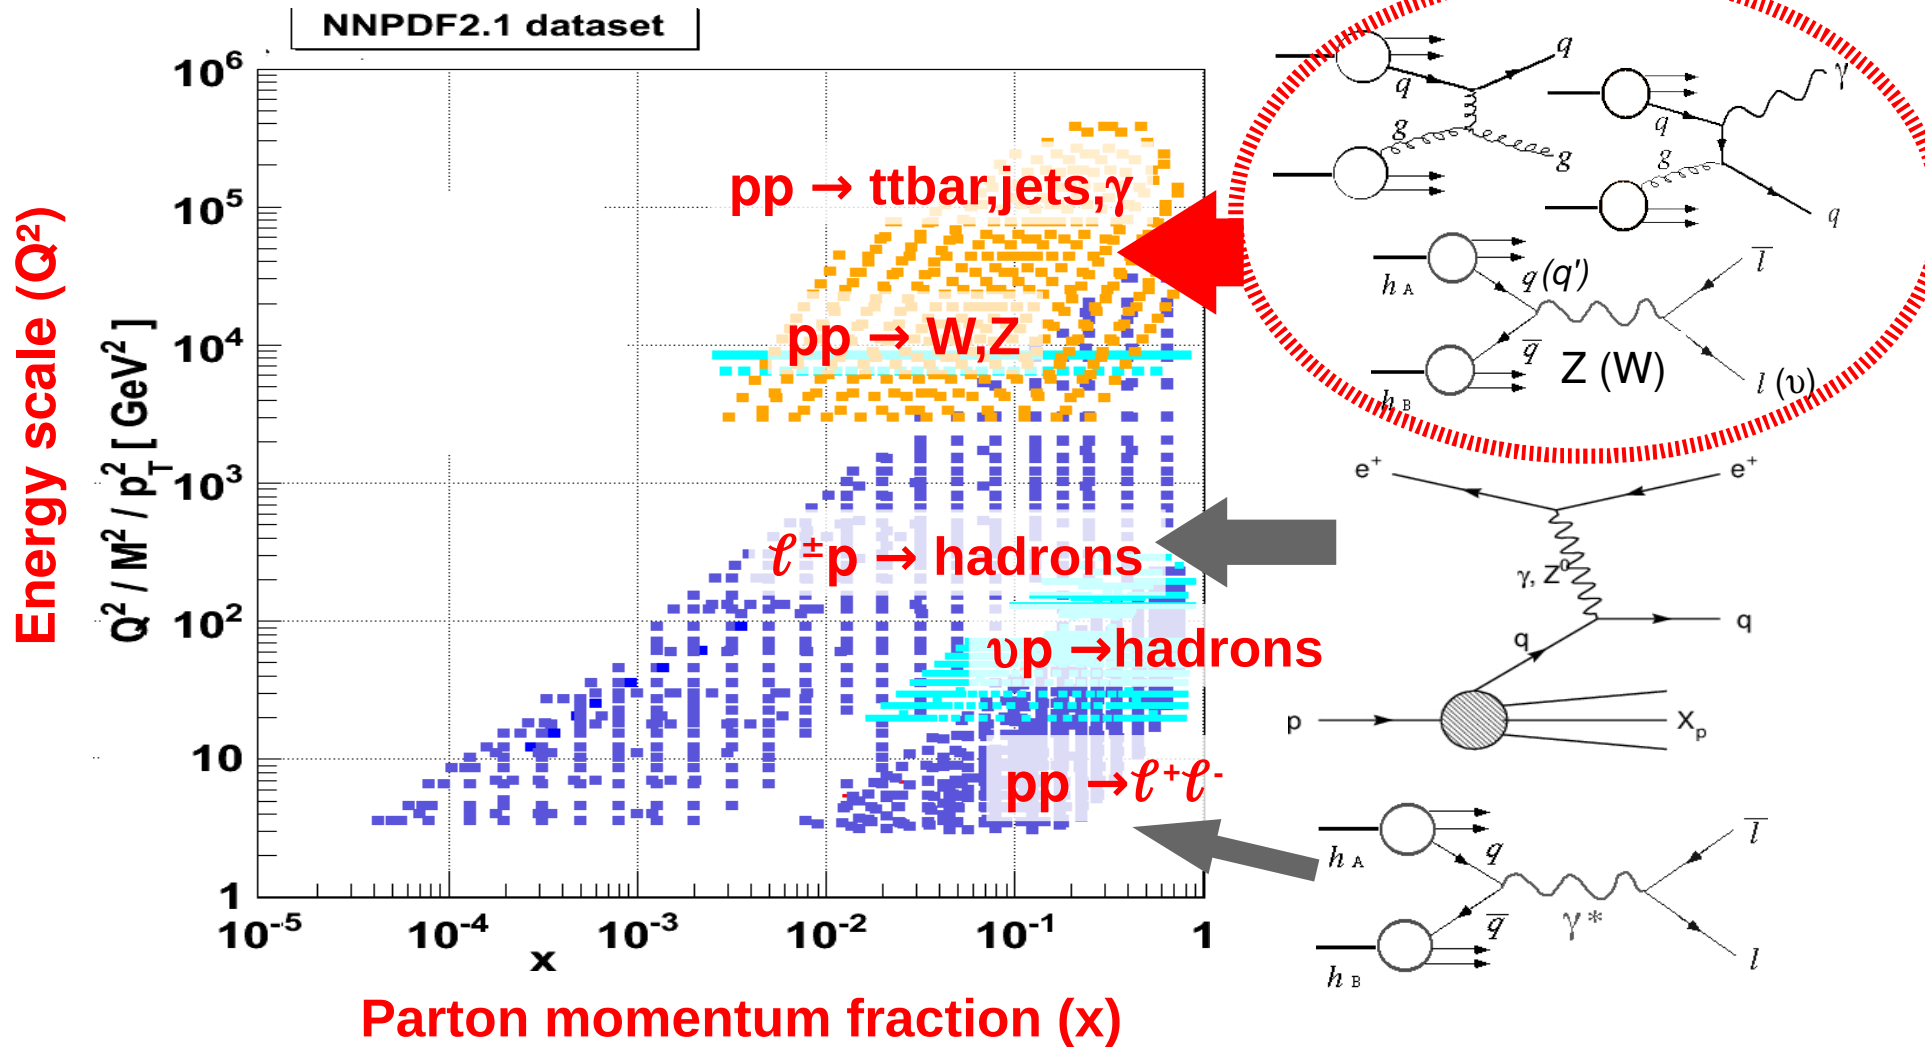 NNPDF2.1 dataset
Energy scale (Q²)
Q² / M² / p_T² [ GeV² ]
10⁶
10⁵
10⁴
10³
10²
10
1
10⁻⁵
10⁻⁴
10⁻³
10⁻²
10⁻¹
1
x
Parton momentum fraction (x)
pp → ttbar,jets,γ
pp → W,Z
ℓ±p → hadrons
υp →hadrons
pp →ℓ⁺ℓ⁻
q
q
g
g
γ
q
g
q
h A
q (q')
l̅
q̅
Z (W)
h B
l (υ)
e⁺
e⁺
γ, Z⁰
q
q
p
X_p
h A
q
l̅
q̅
γ*
h B
l